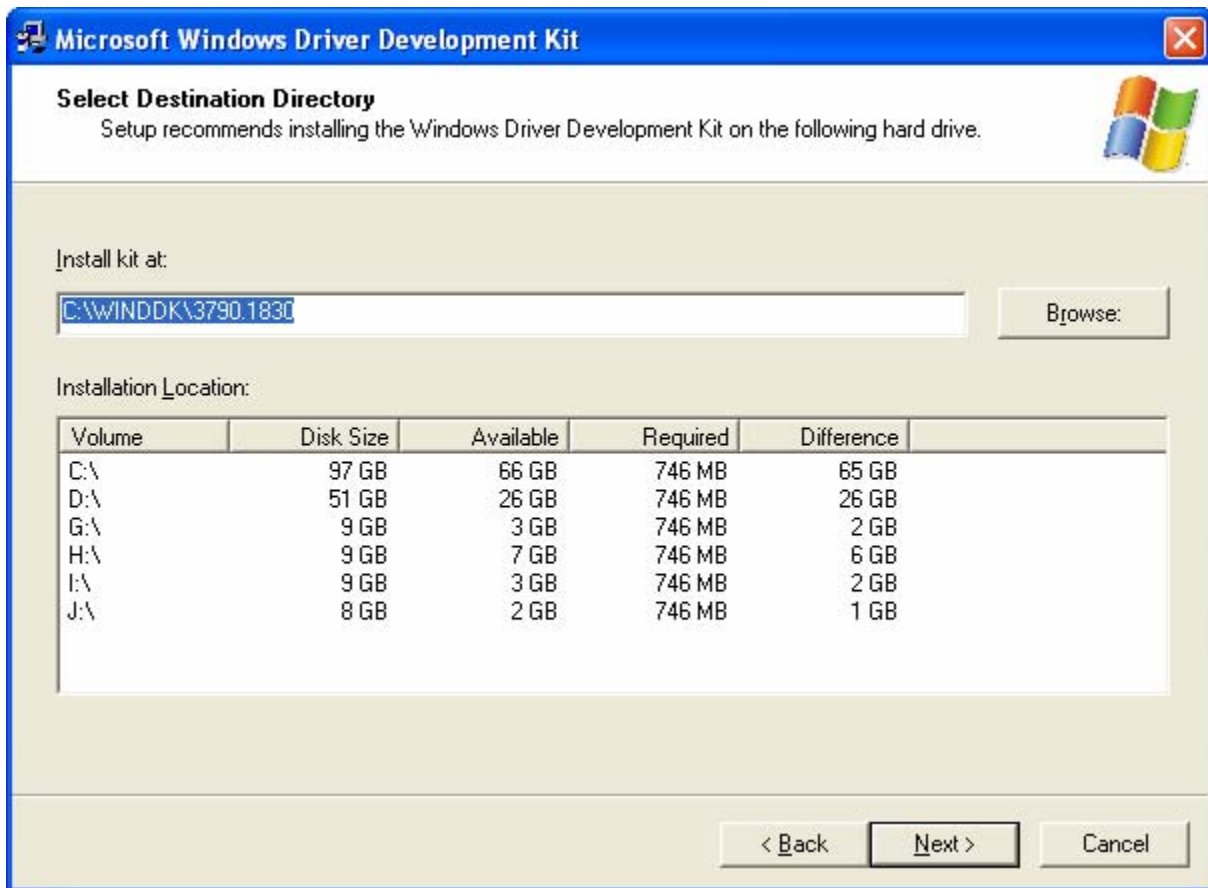 Microsoft Windows Driver Development Kit
Select Destination Directory
Setup recommends installing the Windows Driver Development Kit on the following hard drive.
Install kit at:
C:\WINDDK\3790.1830 Browse:
Installation Location:
Volume Disk Size Available Required Difference
C:\ 97 GB 66 GB 746 MB 65 GB
D:\ 51 GB 26 GB 746 MB 26 GB
G:\ 9 GB 3 GB 746 MB 2 GB
H:\ 9 GB 7 GB 746 MB 6 GB
I:\ 9 GB 3 GB 746 MB 2 GB
J:\ 8 GB 2 GB 746 MB 1 GB
< Back Next > Cancel